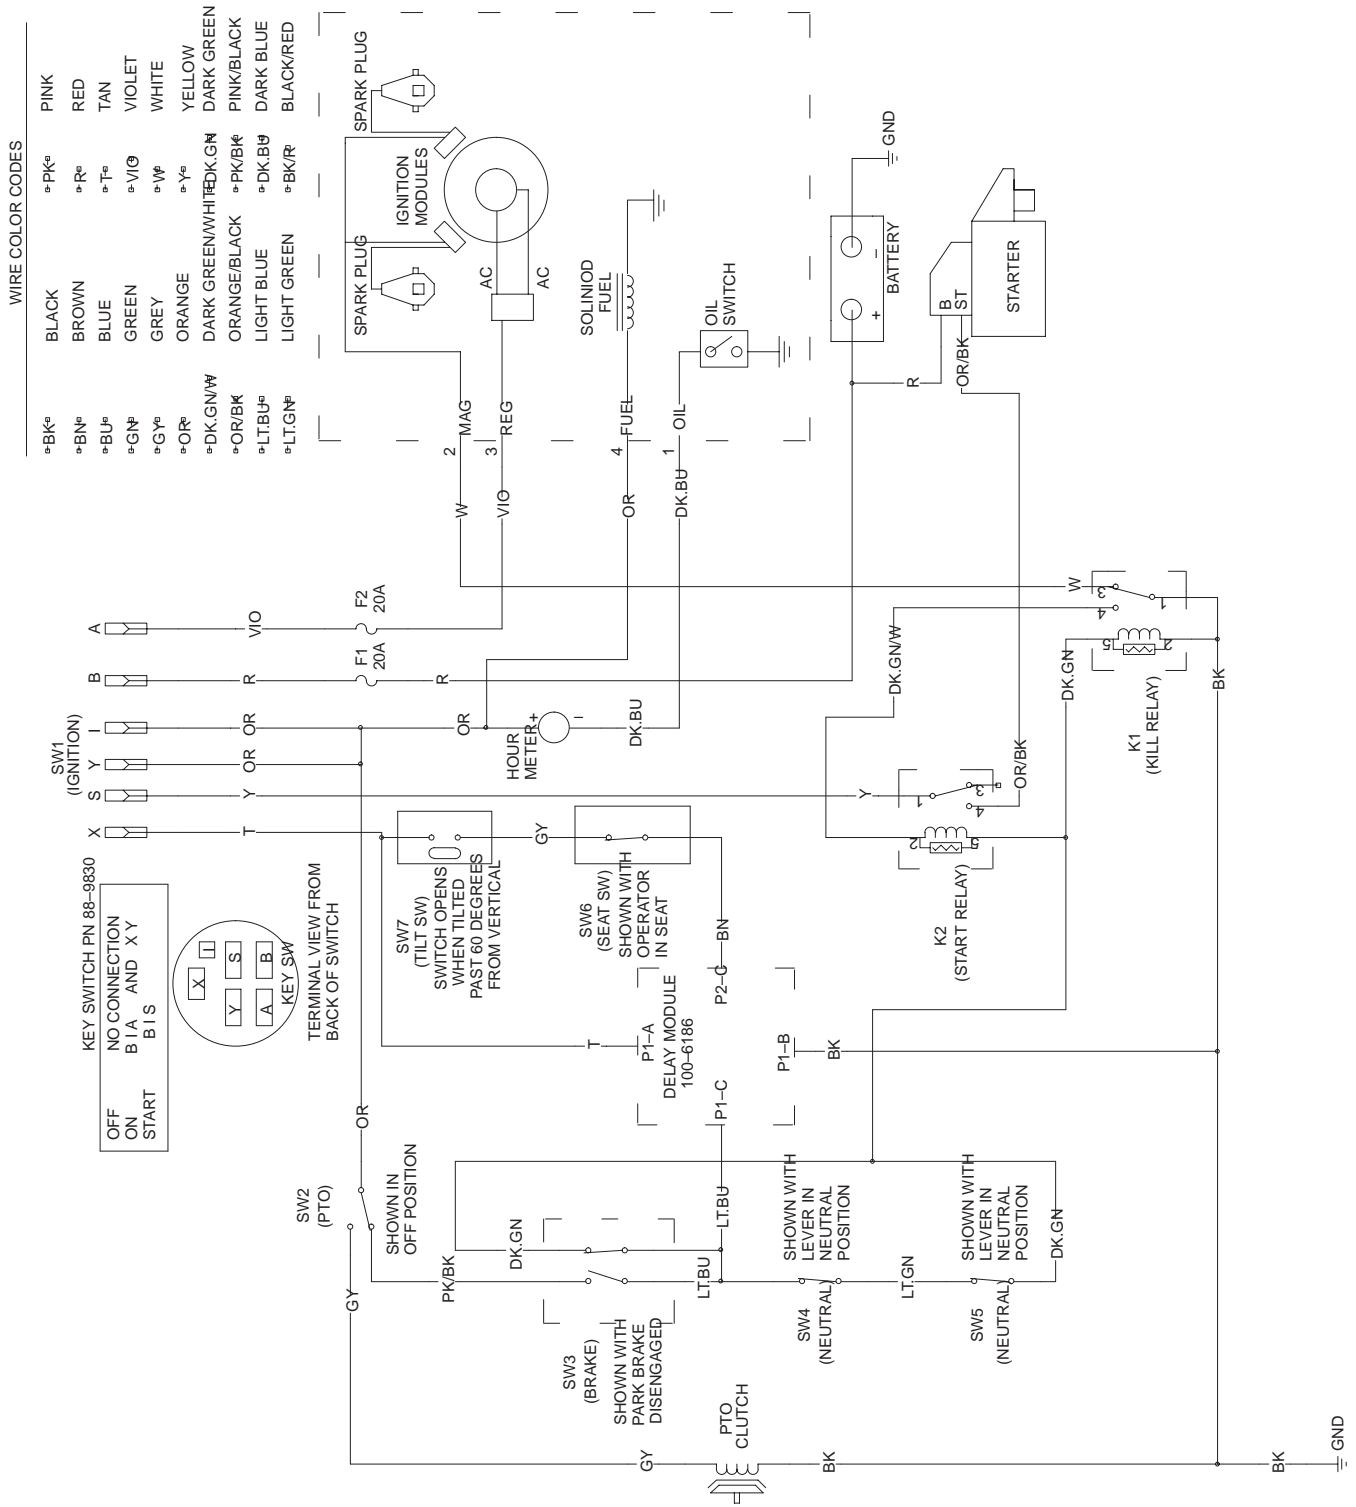 WIRE COLOR CODES
BK BLACK PK PINK
BN BROWN R RED
BU BLUE T TAN
GN GREEN VIO VIOLET
GY GREY W WHITE
OR ORANGE Y YELLOW
DK.GN/W DARK GREEN/WHITE DK.GN DARK GREEN
OR/BK ORANGE/BLACK PK/BK PINK/BLACK
LT.BU LIGHT BLUE DK.BU DARK BLUE
LT.GN LIGHT GREEN BK/R BLACK/RED
SPARK PLUG
SPARK PLUG
IGNITION
MODULES
AC
AC
SOLINIOD
FUEL
OIL
SWITCH
2
MAG
3
REG
4
FUEL
1
OIL
W
VIO
OR
DK.BU
BATTERY
+
–
GND
R
OR/BK
B
ST
STARTER
SW1
(IGNITION)
A
B
I
Y
S
X
VIO
R
OR
OR
Y
T
F2
20A
F1
20A
R
OR
HOUR
METER
+
–
DK.BU
W
3
4
1
5
2
K1
(KILL RELAY)
DK.GN/W
DK.GN
BK
OR/BK
Y
1
3
4
2
5
K2
(START RELAY)
KEY SWITCH PN 88–9830
OFF NO CONNECTION
ON B I A AND X Y
START B I S
X
I
Y
S
A
B
KEY SW
TERMINAL VIEW FROM
BACK OF SWITCH
SW7
(TILT SW)
SWITCH OPENS
WHEN TILTED
PAST 60 DEGREES
FROM VERTICAL
GY
SW6
(SEAT SW)
SHOWN WITH
OPERATOR
IN SEAT
BN
T
P1–A
P2–C
DELAY MODULE
100–6186
P1–C
P1–B
BK
OR
SW2
(PTO)
SHOWN IN
OFF POSITION
GY
PK/BK
DK.GN
SW3
(BRAKE)
SHOWN WITH
PARK BRAKE
DISENGAGED
LT.BU
LT.BU
SHOWN WITH
LEVER IN
NEUTRAL
POSITION
SW4
(NEUTRAL)
LT.GN
SHOWN WITH
LEVER IN
NEUTRAL
POSITION
SW5
(NEUTRAL)
DK.GN
PTO
CLUTCH
GY
BK
BK
GND